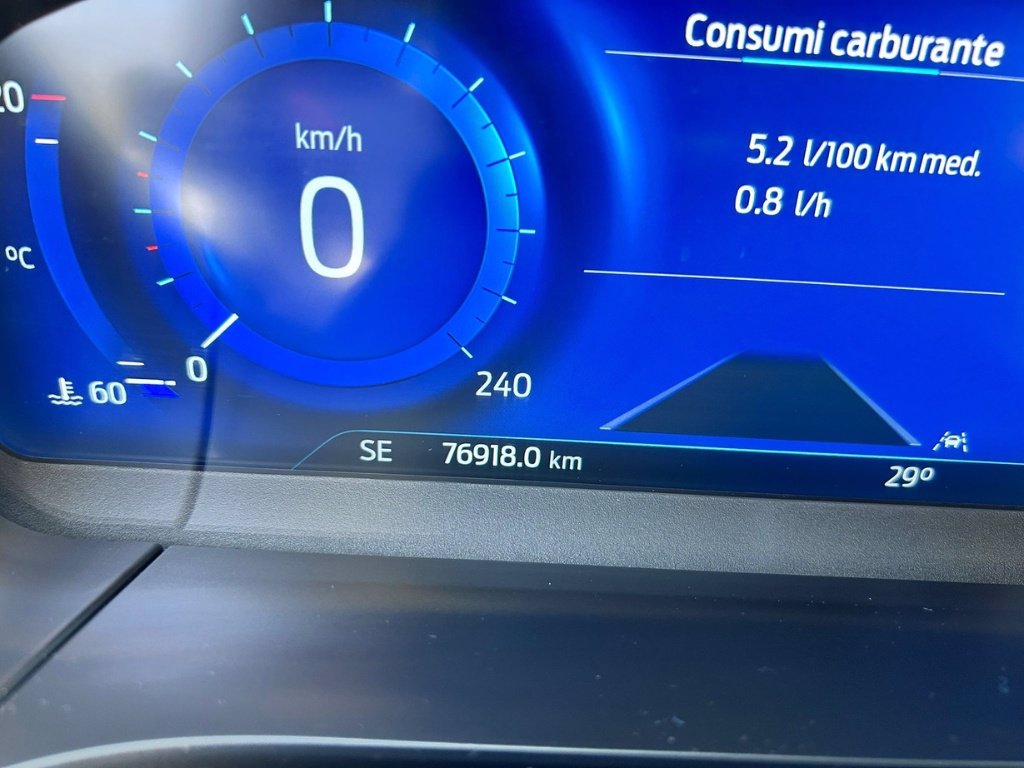 Consumi carburante
20
km/h
5.2 l/100 km med.
0
0.8 l/h
°C
60
0
240
SE
76918.0 km
29°